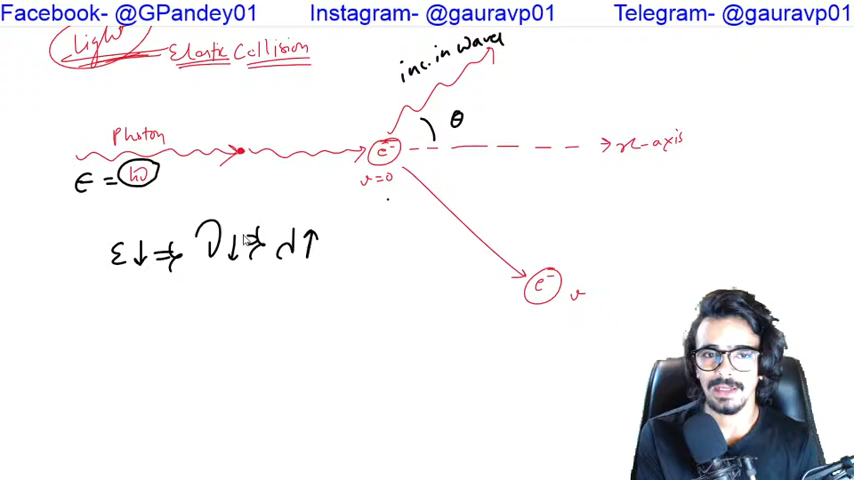 Facebook- @GPandey01 Instagram- @gauravp01 Telegram- @gauravp01
Light
Elastic Collision
inc. in wavel
θ
Photon
e⁻
→ x-axis
E = hν
v=0
E↓ ⇒ ν↓ ⇒ λ↑
e⁻ v